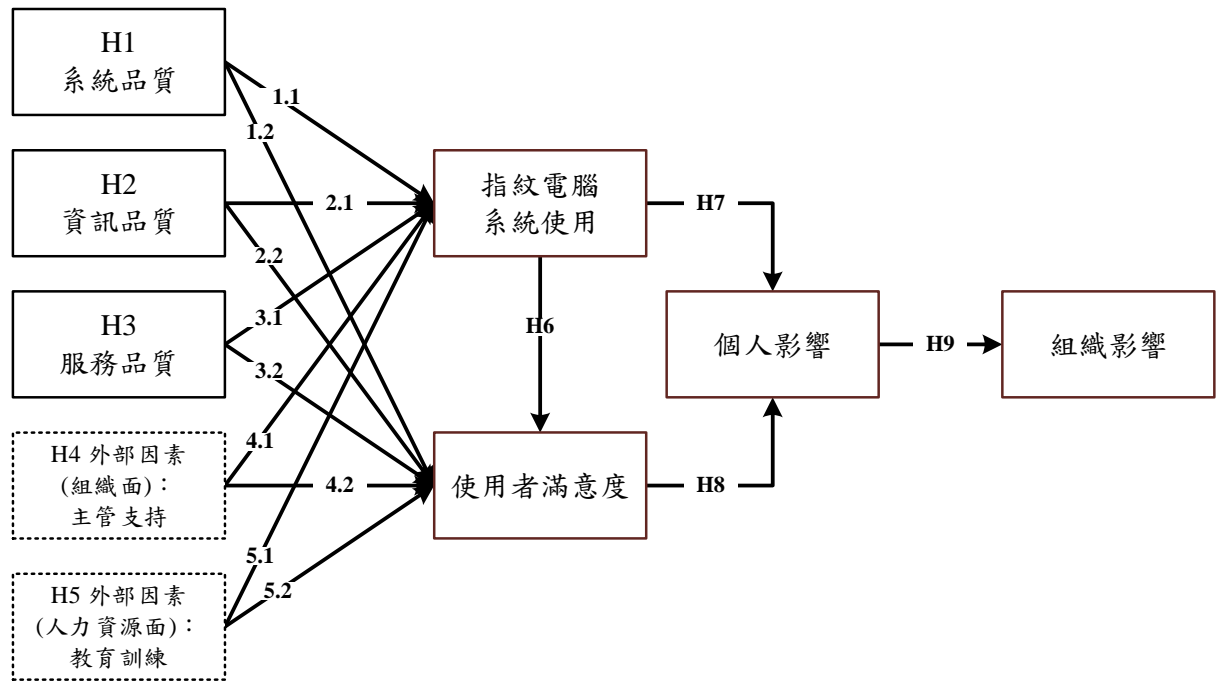 H1
系統品質
H2
資訊品質
H3
服務品質
H4 外部因素
(組織面)：
主管支持
H5 外部因素
(人力資源面)：
教育訓練
1.1
1.2
2.1
2.2
3.1
3.2
4.1
4.2
5.1
5.2
指紋電腦
系統使用
H6
使用者滿意度
H7
H8
個人影響
H9
組織影響